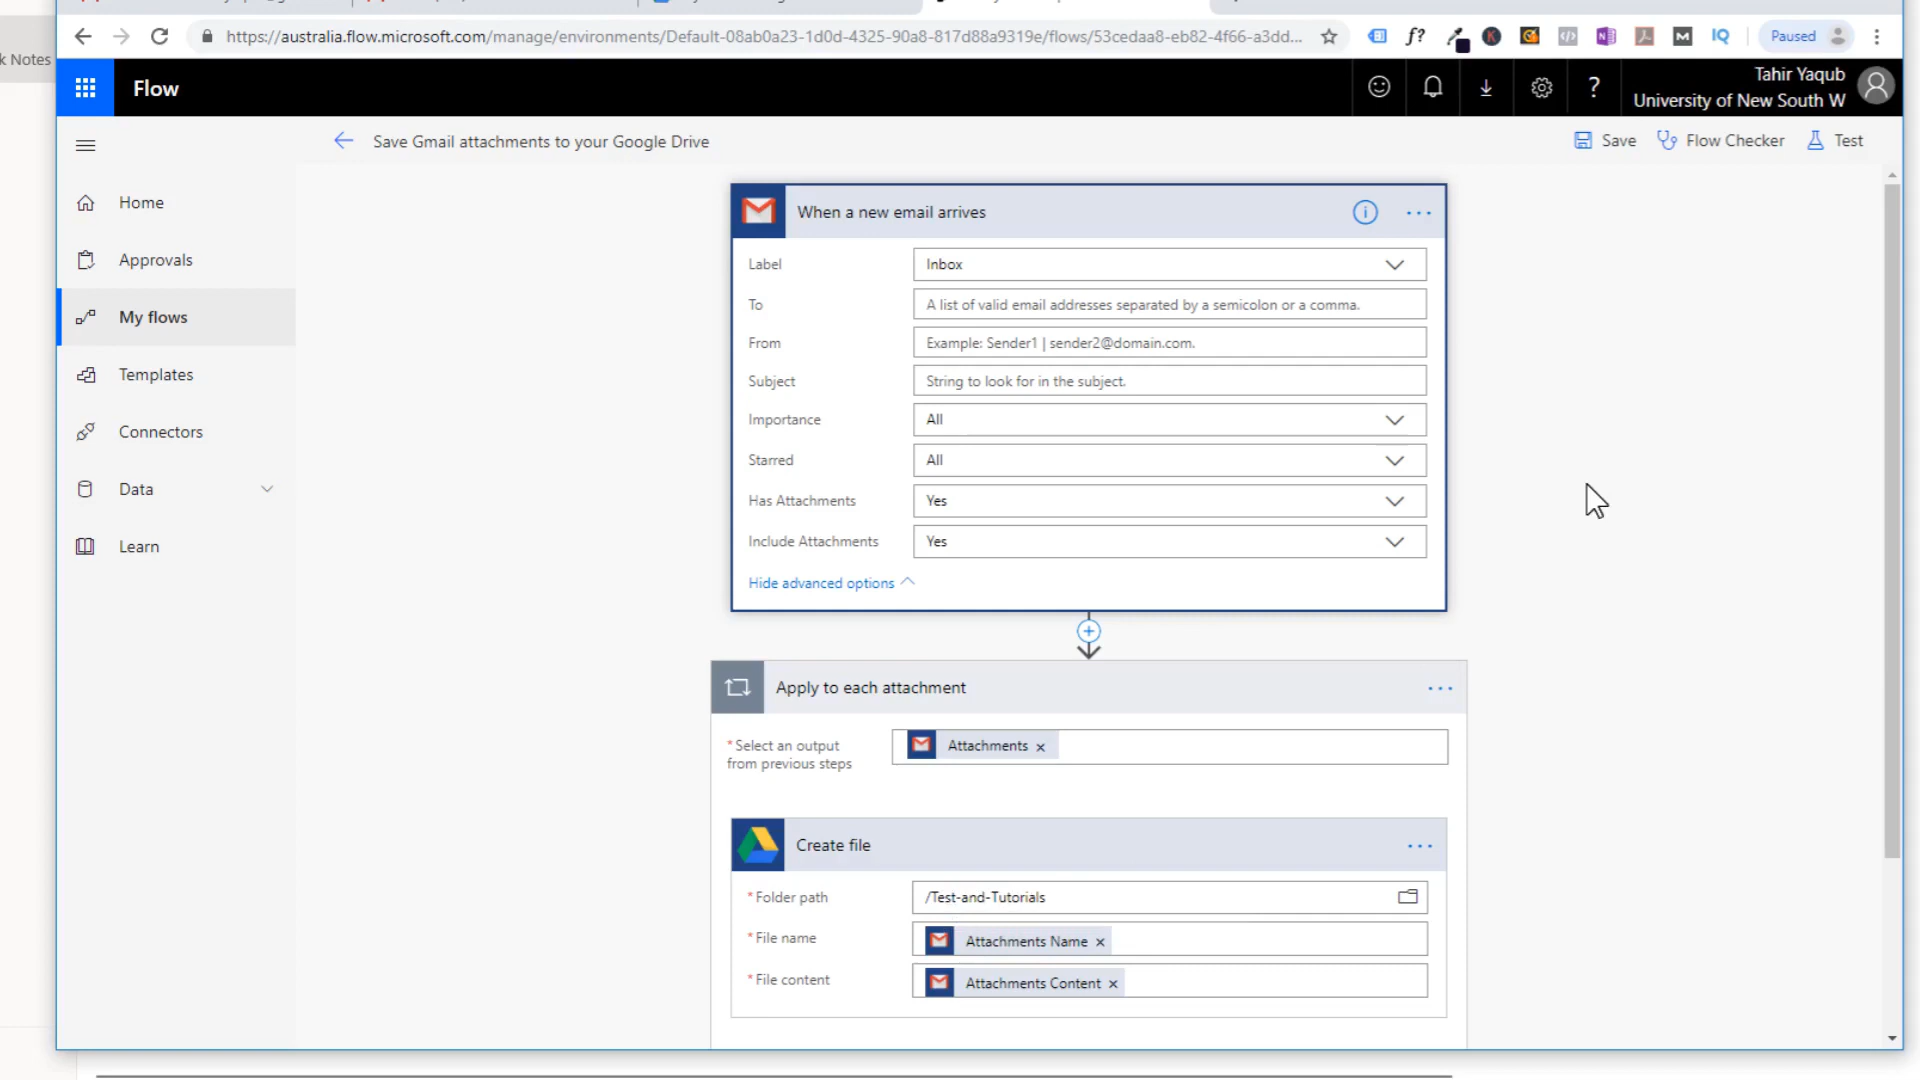 k Notes
https://australia.flow.microsoft.com/manage/environments/Default-08ab0a23-1d0d-4325-90a8-817d88a9319e/flows/53cedaa8-eb82-4f66-a3dd...
f?
K
M
IQ
Paused
Flow
?
Tahir Yaqub
University of New South W
Save Gmail attachments to your Google Drive
Save
Flow Checker
Test
Home
Approvals
My flows
Templates
Connectors
Data
Learn
When a new email arrives
Label
Inbox
To
A list of valid email addresses separated by a semicolon or a comma.
From
Example: Sender1 | sender2@domain.com.
Subject
String to look for in the subject.
Importance
All
Starred
All
Has Attachments
Yes
Include Attachments
Yes
Hide advanced options
Apply to each attachment
* Select an output
from previous steps
Attachments ×
Create file
* Folder path
/Test-and-Tutorials
* File name
Attachments Name ×
* File content
Attachments Content ×